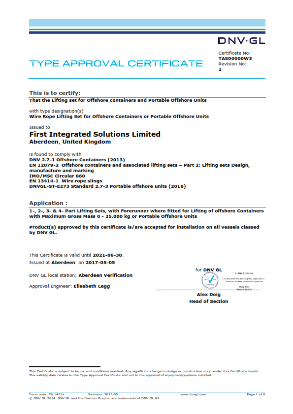 DNV·GL
Certificate No:
TAS00000W3
Revision No:
1
TYPE APPROVAL CERTIFICATE
This is to certify:
That the Lifting Set for Offshore Containers and Portable Offshore Units
with type designation(s)
Wire Rope Lifting Set for Offshore Containers or Portable Offshore Units
Issued to
First Integrated Solutions Limited
Aberdeen, United Kingdom
is found to comply with
DNV 2.7-1 Offshore Containers (2013)
EN 12079-2 Offshore containers and associated lifting sets – Part 2: Lifting sets Design,
manufacture and marking
IMO/MSC Circular 860
EN 13414-1 Wire rope slings
DNVGL-ST-E273 Standard 2.7-3 Portable offshore units (2016)
Application :
1-, 2-, 3- & 4- Part Lifting Sets, with Forerunner where fitted for Lifting of offshore Containers
with Maximum Gross Mass 0 – 25,000 kg or Portable Offshore Units
Product(s) approved by this certificate is/are accepted for installation on all vessels classed
by DNV GL.
This Certificate is valid until 2021-06-30.
Issued at Aberdeen on 2017-05-05
for DNV GL
DNV GL local station: Aberdeen Verification
Approval Engineer: Elisabeth Legg
Alex Doig
Head of Section